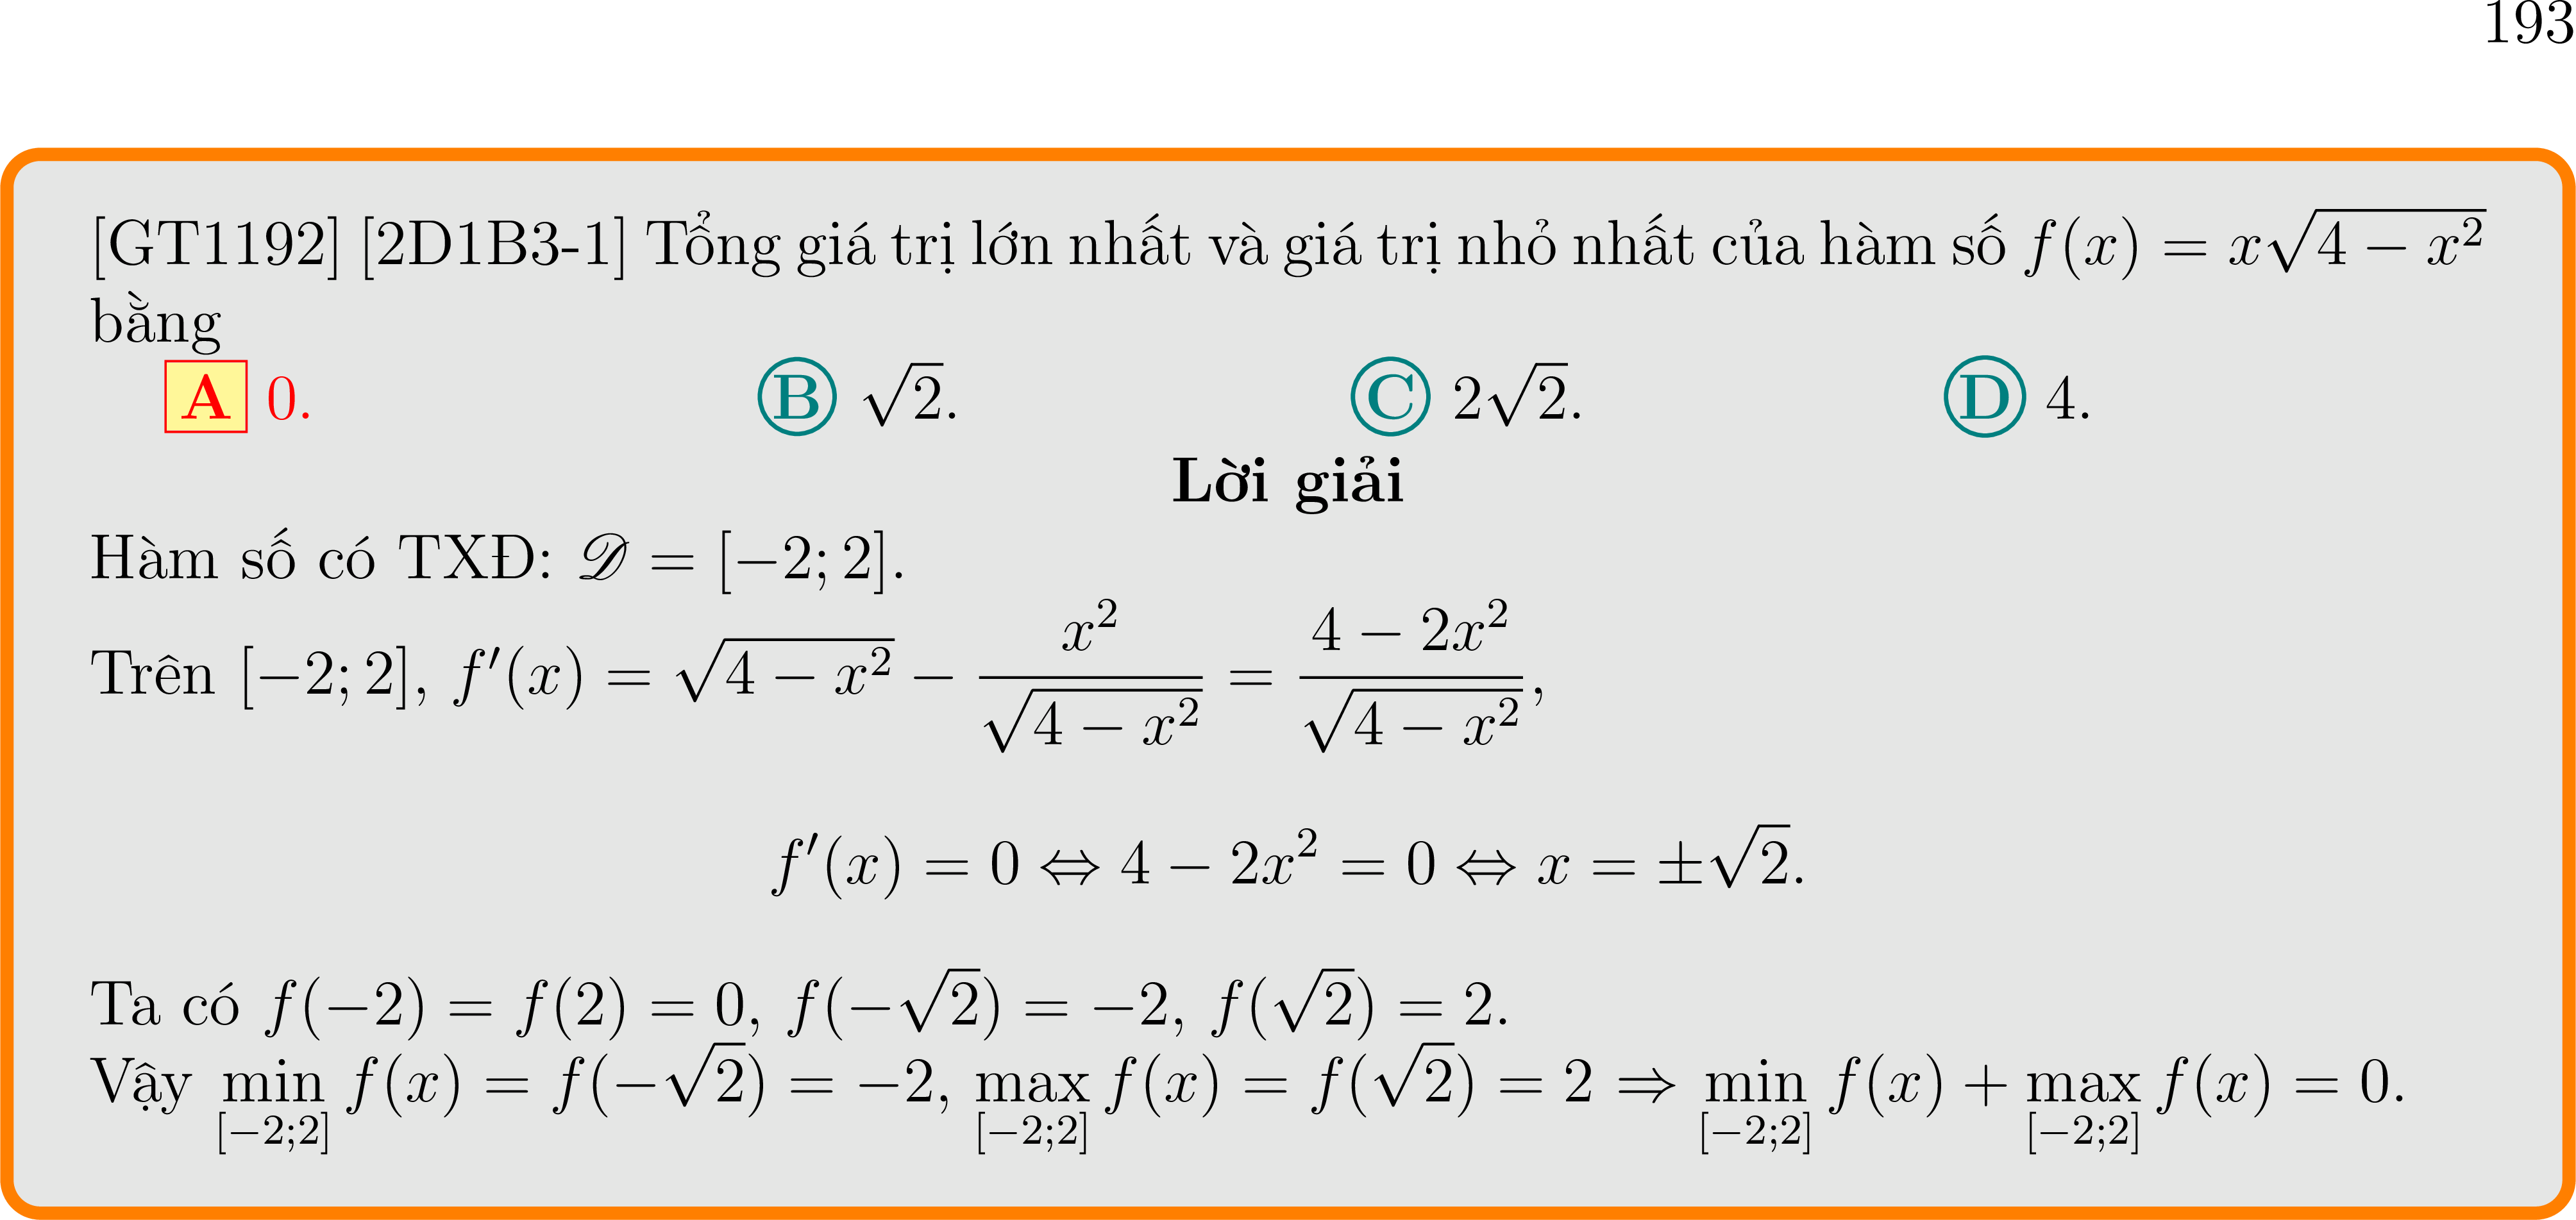 193
[GT1192] [2D1B3-1] Tổng giá trị lớn nhất và giá trị nhỏ nhất của hàm số $f(x) = x\sqrt{4 - x^2}$
bằng
A 0. B $\sqrt{2}$. C $2\sqrt{2}$. D 4.
Lời giải
Hàm số có TXĐ: $\mathscr{D} = [-2; 2]$.
Trên $[-2; 2]$, $f'(x) = \sqrt{4 - x^2} - \dfrac{x^2}{\sqrt{4 - x^2}} = \dfrac{4 - 2x^2}{\sqrt{4 - x^2}}$,
$f'(x) = 0 \Leftrightarrow 4 - 2x^2 = 0 \Leftrightarrow x = \pm\sqrt{2}.$
Ta có $f(-2) = f(2) = 0$, $f(-\sqrt{2}) = -2$, $f(\sqrt{2}) = 2$.
Vậy $\min\limits_{[-2;2]} f(x) = f(-\sqrt{2}) = -2$, $\max\limits_{[-2;2]} f(x) = f(\sqrt{2}) = 2 \Rightarrow \min\limits_{[-2;2]} f(x) + \max\limits_{[-2;2]} f(x) = 0$.